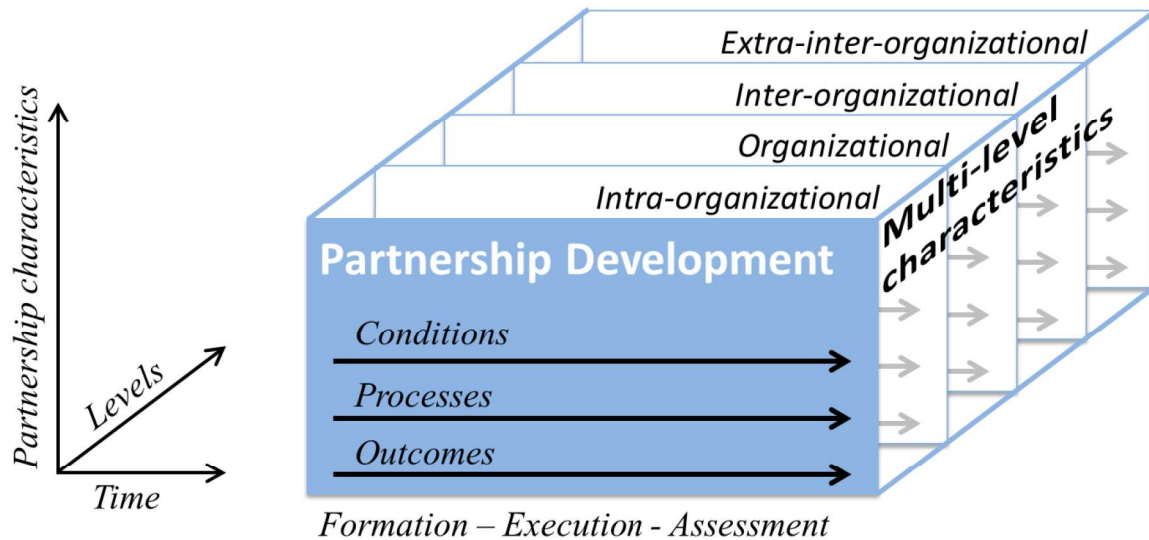 Partnership characteristics
Levels
Time
Extra-inter-organizational
Inter-organizational
Organizational
Intra-organizational
Multi-level
characteristics
Partnership Development
Conditions
Processes
Outcomes
Formation – Execution - Assessment